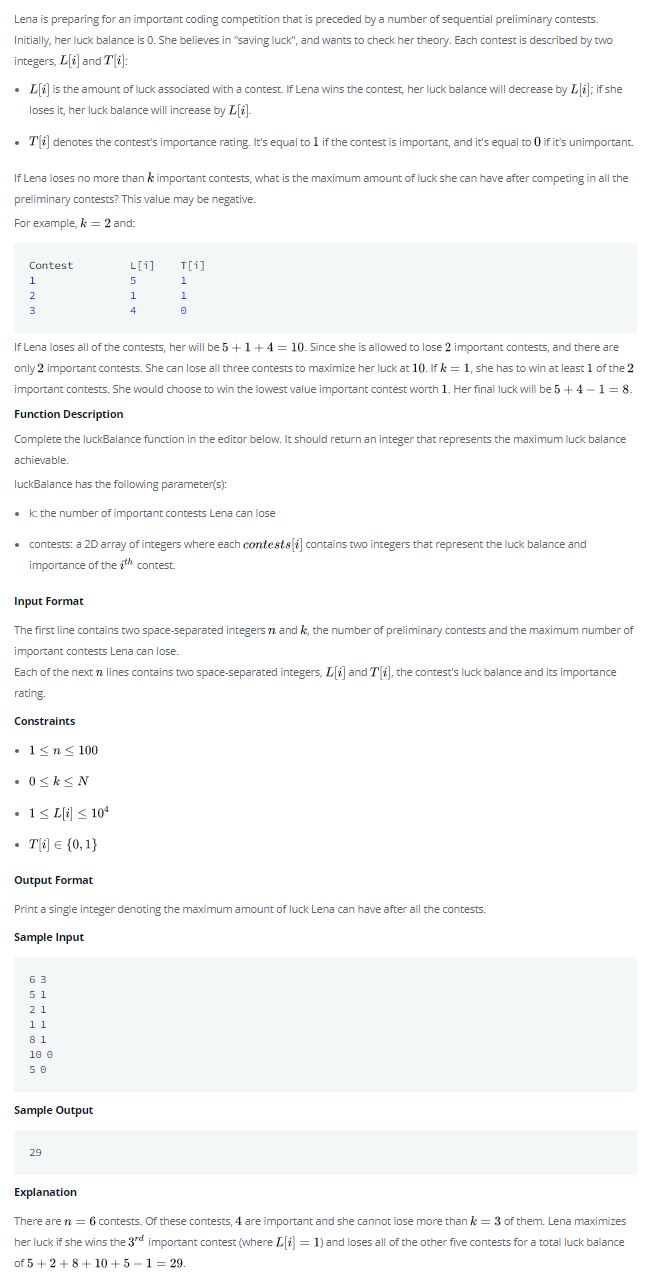 Lena is preparing for an important coding competition that is preceded by a number of sequential preliminary contests.
Initially, her luck balance is 0. She believes in "saving luck", and wants to check her theory. Each contest is described by two
integers, L[i] and T[i]:
• L[i] is the amount of luck associated with a contest. If Lena wins the contest, her luck balance will decrease by L[i]; if she
loses it, her luck balance will increase by L[i].
• T[i] denotes the contest's importance rating. It's equal to 1 if the contest is important, and it's equal to 0 if it's unimportant.
If Lena loses no more than k important contests, what is the maximum amount of luck she can have after competing in all the
preliminary contests? This value may be negative.
For example, k = 2 and:
Contest L[i] T[i]
1 5 1
2 1 1
3 4 0
If Lena loses all of the contests, her will be 5 + 1 + 4 = 10. Since she is allowed to lose 2 important contests, and there are
only 2 important contests. She can lose all three contests to maximize her luck at 10. If k = 1, she has to win at least 1 of the 2
important contests. She would choose to win the lowest value important contest worth 1. Her final luck will be 5 + 4 − 1 = 8.
Function Description
Complete the luckBalance function in the editor below. It should return an integer that represents the maximum luck balance
achievable.
luckBalance has the following parameter(s):
• k: the number of important contests Lena can lose
• contests: a 2D array of integers where each contests[i] contains two integers that represent the luck balance and
importance of the i^th contest.
Input Format
The first line contains two space-separated integers n and k, the number of preliminary contests and the maximum number of
important contests Lena can lose.
Each of the next n lines contains two space-separated integers, L[i] and T[i], the contest's luck balance and its importance
rating.
Constraints
• 1 ≤ n ≤ 100
• 0 ≤ k ≤ N
• 1 ≤ L[i] ≤ 10^4
• T[i] ∈ {0, 1}
Output Format
Print a single integer denoting the maximum amount of luck Lena can have after all the contests.
Sample Input
6 3
5 1
2 1
1 1
8 1
10 0
5 0
Sample Output
29
Explanation
There are n = 6 contests. Of these contests, 4 are important and she cannot lose more than k = 3 of them. Lena maximizes
her luck if she wins the 3^rd important contest (where L[i] = 1) and loses all of the other five contests for a total luck balance
of 5 + 2 + 8 + 10 + 5 − 1 = 29.